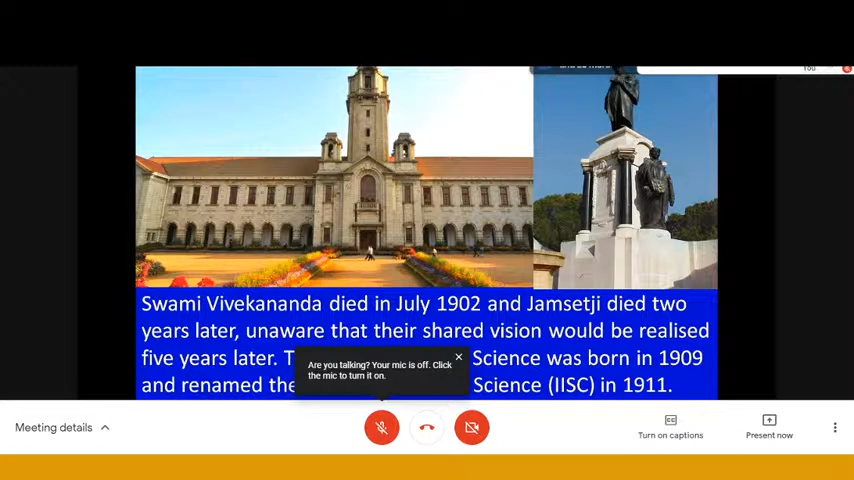 You
Swami Vivekananda died in July 1902 and Jamsetji died two
years later, unaware that their shared vision would be realised
five years later. Science was born in 1909
and renamed the Science (IISC) in 1911.
Are you talking? Your mic is off. Click
the mic to turn it on.
Meeting details
Turn on captions
Present now